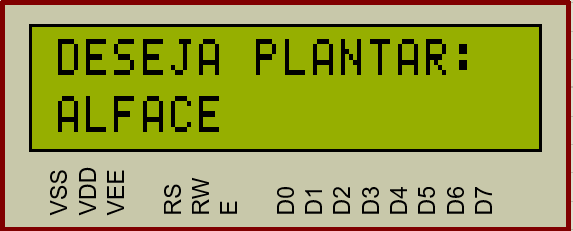 DESEJA PLANTAR:
ALFACE
VSS VDD VEE RS RW E D0 D1 D2 D3 D4 D5 D6 D7